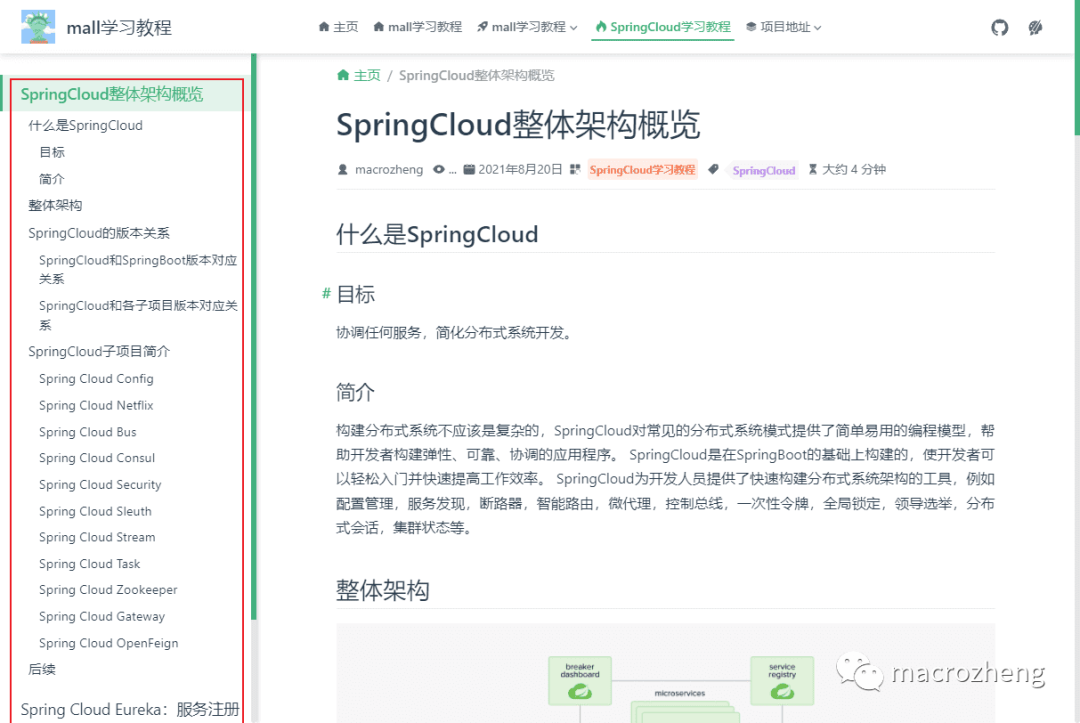 mall学习教程
主页 mall学习教程 mall学习教程 SpringCloud学习教程 项目地址
SpringCloud整体架构概览
什么是SpringCloud
目标
简介
整体架构
SpringCloud的版本关系
SpringCloud和SpringBoot版本对应
关系
SpringCloud和各子项目版本对应关
系
SpringCloud子项目简介
Spring Cloud Config
Spring Cloud Netflix
Spring Cloud Bus
Spring Cloud Consul
Spring Cloud Security
Spring Cloud Sleuth
Spring Cloud Stream
Spring Cloud Task
Spring Cloud Zookeeper
Spring Cloud Gateway
Spring Cloud OpenFeign
后续
Spring Cloud Eureka：服务注册
主页 / SpringCloud整体架构概览
SpringCloud整体架构概览
macrozheng ... 2021年8月20日 SpringCloud学习教程 SpringCloud 大约 4 分钟
什么是SpringCloud
# 目标
协调任何服务，简化分布式系统开发。
简介
构建分布式系统不应该是复杂的，SpringCloud对常见的分布式系统模式提供了简单易用的编程模型，帮
助开发者构建弹性、可靠、协调的应用程序。 SpringCloud是在SpringBoot的基础上构建的，使开发者可
以轻松入门并快速提高工作效率。 SpringCloud为开发人员提供了快速构建分布式系统架构的工具，例如
配置管理，服务发现，断路器，智能路由，微代理，控制总线，一次性令牌，全局锁定，领导选举，分布
式会话，集群状态等。
整体架构
breaker
dashboard
microservices
service
registry
macrozheng